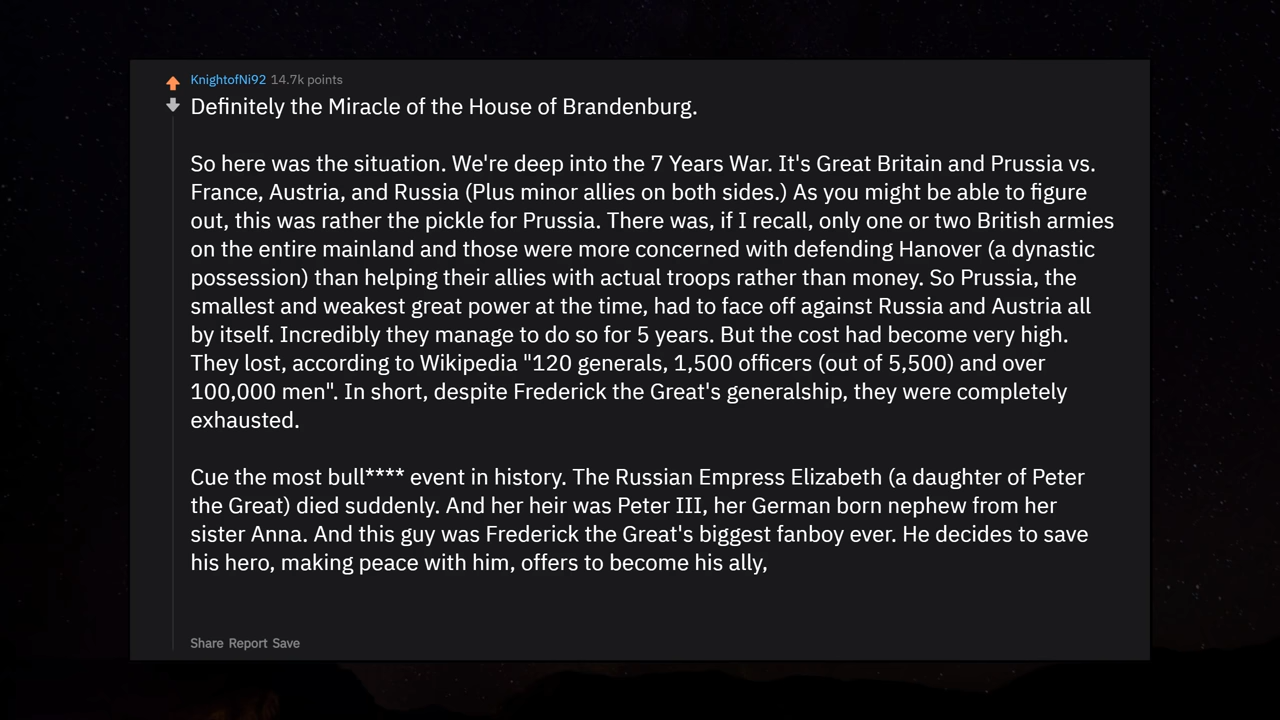 KnightofNi92 14.7k points
Definitely the Miracle of the House of Brandenburg.
So here was the situation. We're deep into the 7 Years War. It's Great Britain and Prussia vs.
France, Austria, and Russia (Plus minor allies on both sides.) As you might be able to figure
out, this was rather the pickle for Prussia. There was, if I recall, only one or two British armies
on the entire mainland and those were more concerned with defending Hanover (a dynastic
possession) than helping their allies with actual troops rather than money. So Prussia, the
smallest and weakest great power at the time, had to face off against Russia and Austria all
by itself. Incredibly they manage to do so for 5 years. But the cost had become very high.
They lost, according to Wikipedia "120 generals, 1,500 officers (out of 5,500) and over
100,000 men". In short, despite Frederick the Great's generalship, they were completely
exhausted.
Cue the most bull**** event in history. The Russian Empress Elizabeth (a daughter of Peter
the Great) died suddenly. And her heir was Peter III, her German born nephew from her
sister Anna. And this guy was Frederick the Great's biggest fanboy ever. He decides to save
his hero, making peace with him, offers to become his ally,
Share Report Save